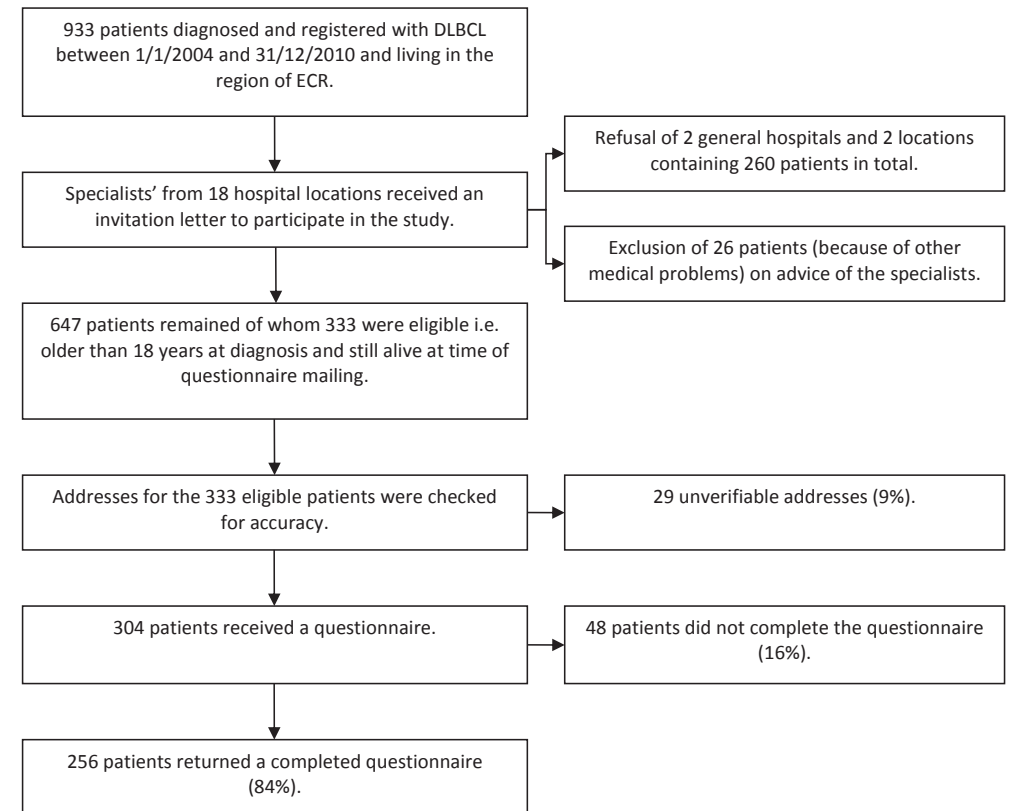 933 patients diagnosed and registered with DLBCL
between 1/1/2004 and 31/12/2010 and living in the
region of ECR.
Refusal of 2 general hospitals and 2 locations
containing 260 patients in total.
Specialists’ from 18 hospital locations received an
invitation letter to participate in the study.
Exclusion of 26 patients (because of other
medical problems) on advice of the specialists.
647 patients remained of whom 333 were eligible i.e.
older than 18 years at diagnosis and still alive at time of
questionnaire mailing.
Addresses for the 333 eligible patients were checked
for accuracy.
29 unverifiable addresses (9%).
304 patients received a questionnaire.
48 patients did not complete the questionnaire
(16%).
256 patients returned a completed questionnaire
(84%).